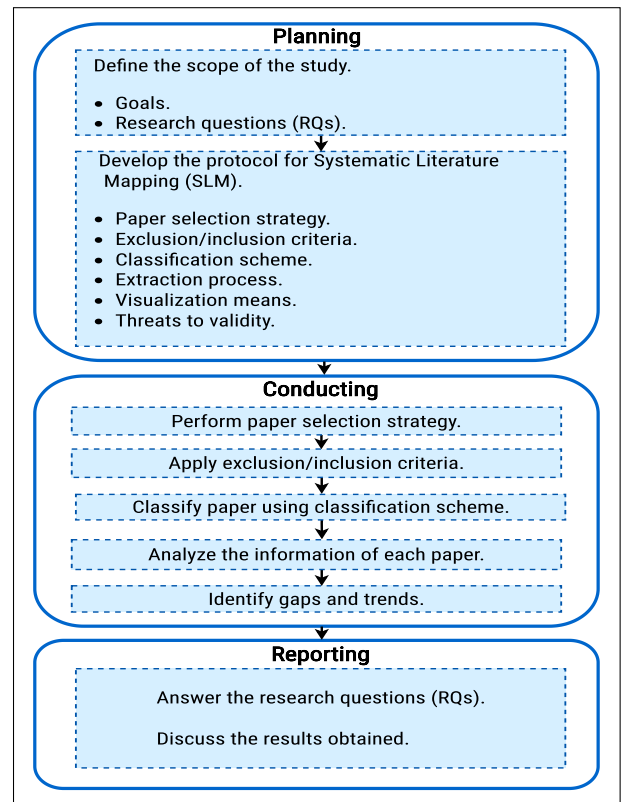 Planning
Define the scope of the study.
• Goals.
• Research questions (RQs).
Develop the protocol for Systematic Literature
Mapping (SLM).
• Paper selection strategy.
• Exclusion/inclusion criteria.
• Classification scheme.
• Extraction process.
• Visualization means.
• Threats to validity.
Conducting
Perform paper selection strategy.
Apply exclusion/inclusion criteria.
Classify paper using classification scheme.
Analyze the information of each paper.
Identify gaps and trends.
Reporting
Answer the research questions (RQs).
Discuss the results obtained.